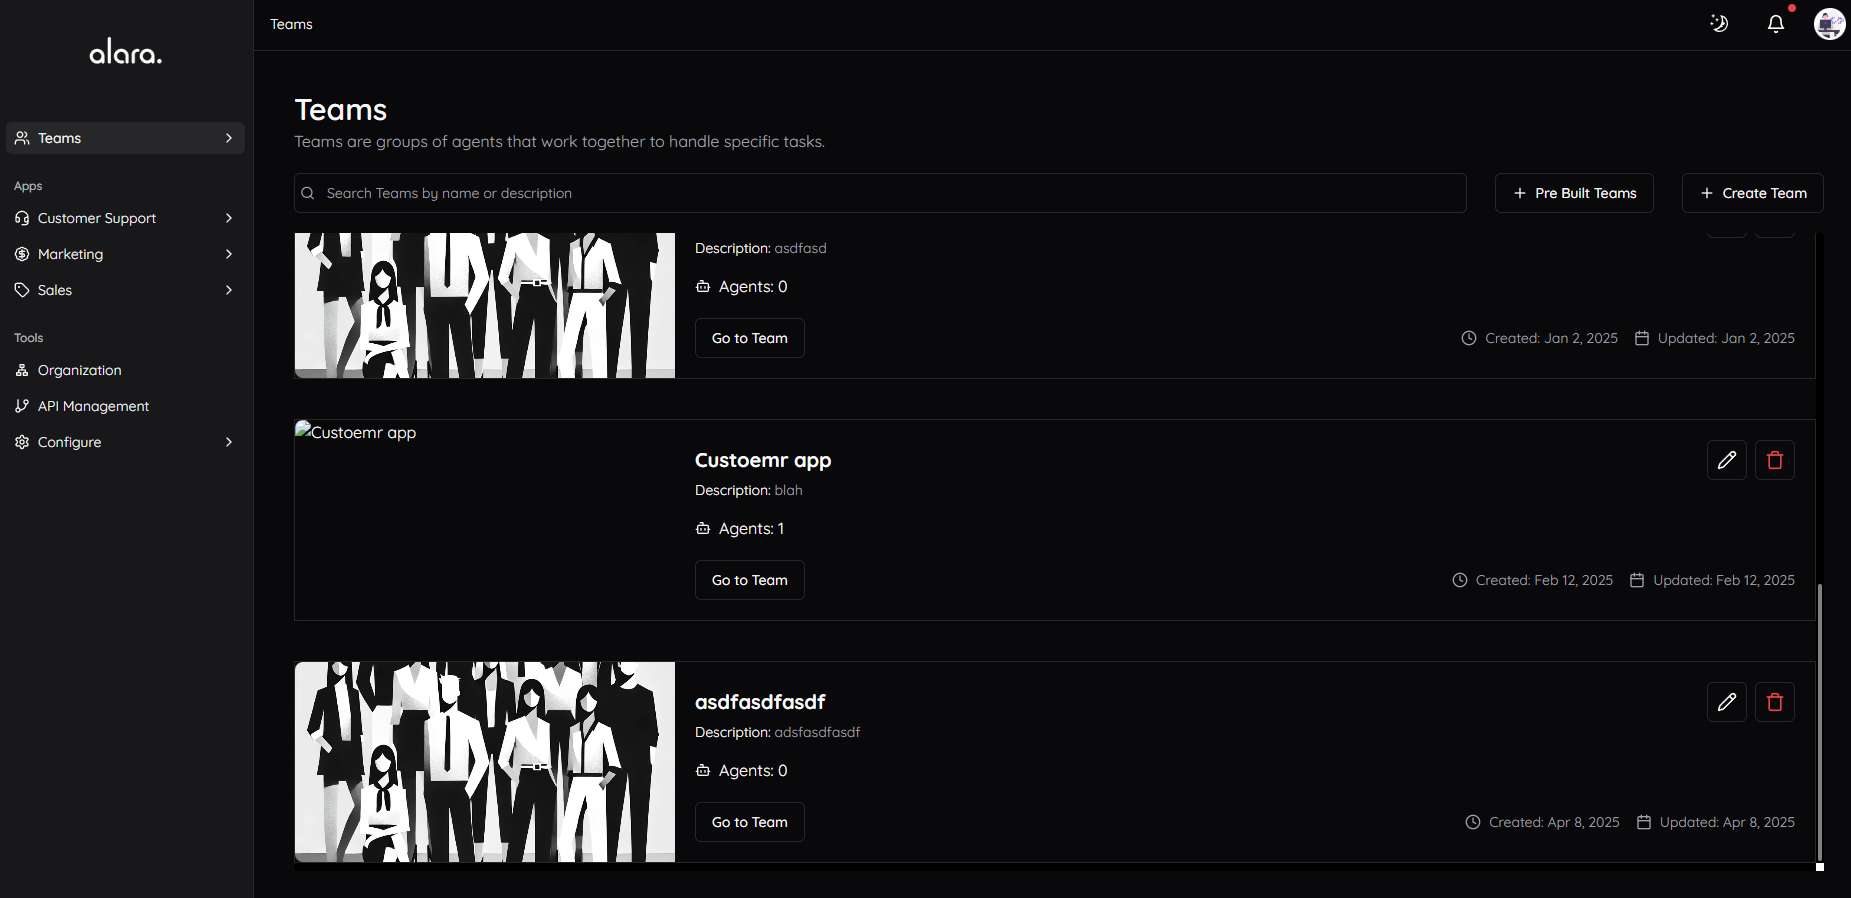 alara.
Teams
Apps
Customer Support
Marketing
Sales
Tools
Organization
API Management
Configure
Teams
Teams
Teams are groups of agents that work together to handle specific tasks.
Search Teams by name or description
Pre Built Teams
Create Team
Description: asdfasd
Agents: 0
Go to Team
Created: Jan 2, 2025
Updated: Jan 2, 2025
Custoemr app
Custoemr app
Description: blah
Agents: 1
Go to Team
Created: Feb 12, 2025
Updated: Feb 12, 2025
asdfasdfasdf
Description: adsfasdfasdf
Agents: 0
Go to Team
Created: Apr 8, 2025
Updated: Apr 8, 2025